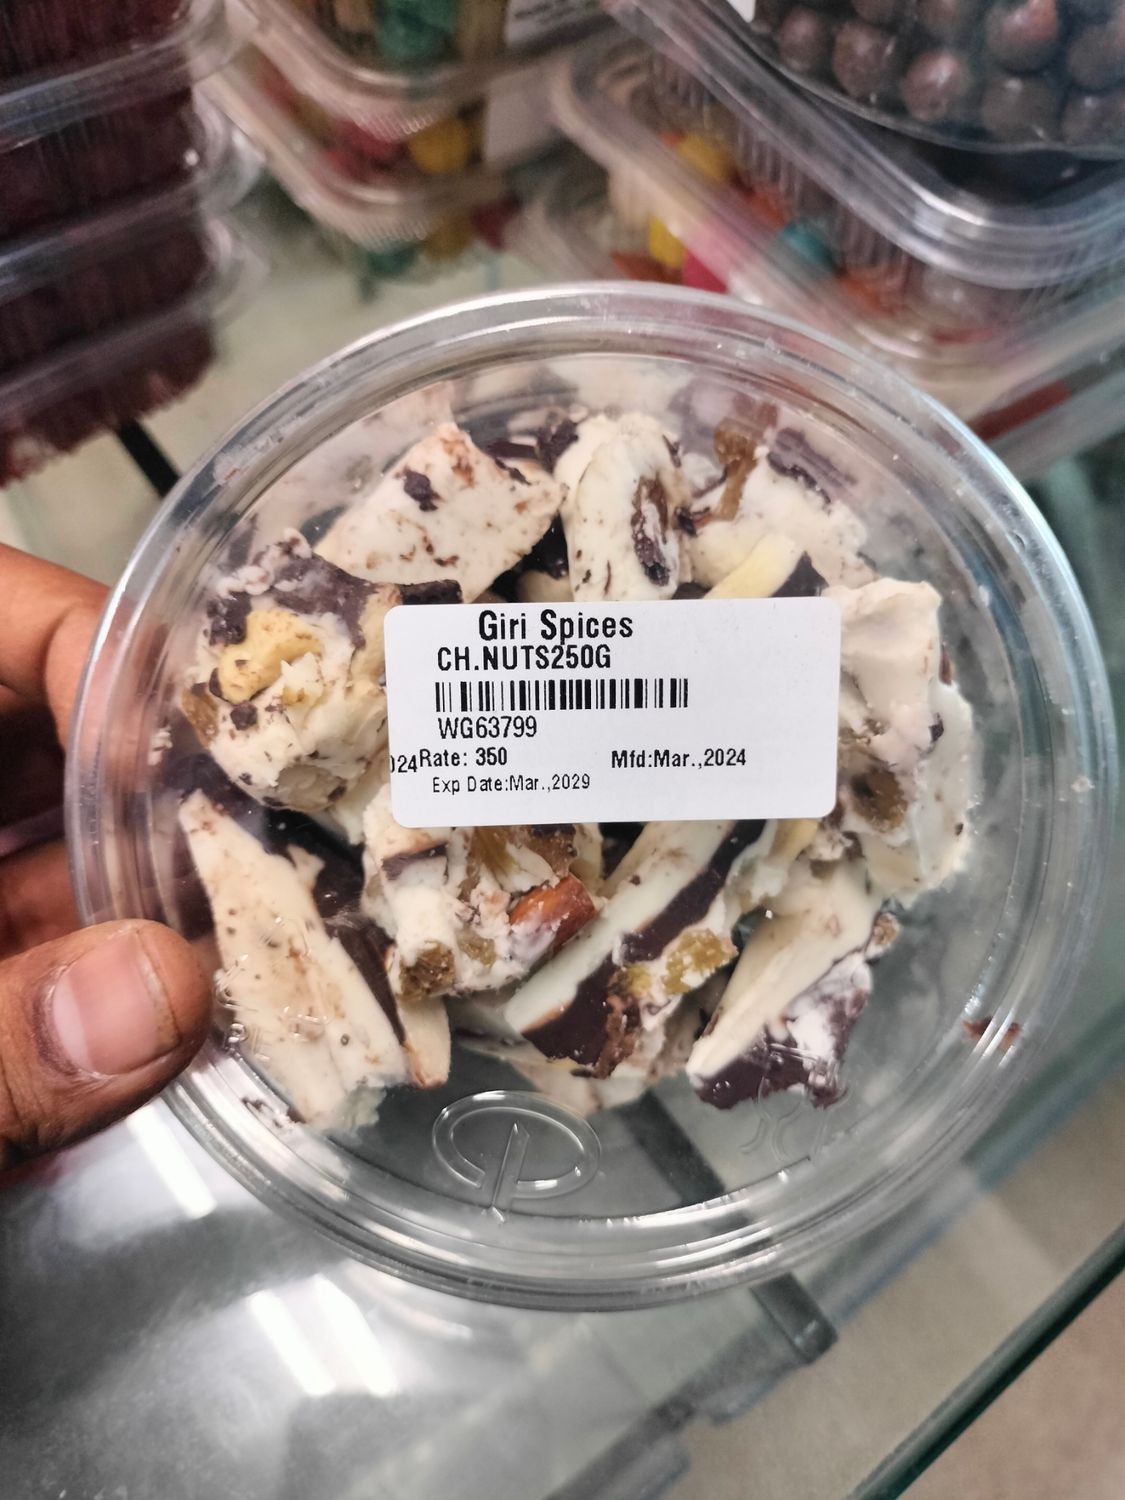 Giri Spices
CH.NUTS250G
WG63799
024Rate: 350 Mfd:Mar.,2024
Exp Date:Mar.,2029